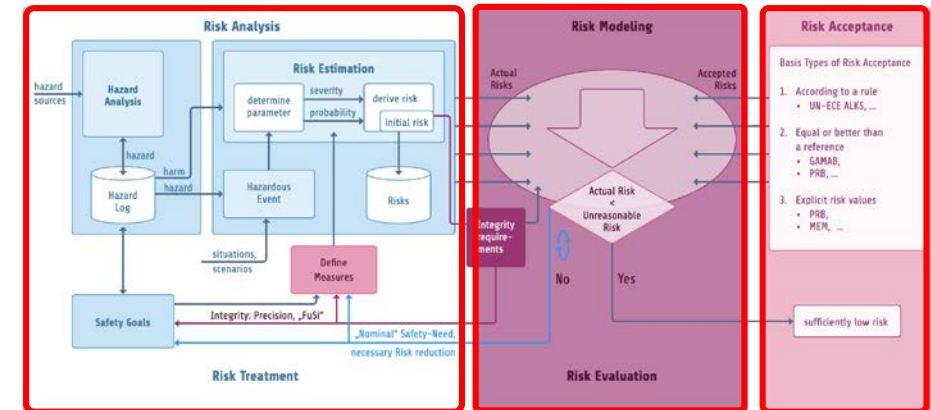 Risk Analysis
Risk Modeling
Risk Acceptance
hazard
sources
Hazard
Analysis
hazard
Hazard
Log
harm
hazard
Risk Estimation
determine
parameter
severity
probability
derive risk
initial risk
Hazardous
Event
Risks
situations,
scenarios
Define
Measures
Safety Goals
Integrity: Precision, „FuSi“
„Nominal“ Safety-Need,
necessary Risk reduction
Risk Treatment
Actual
Risks
Accepted
Risks
Actual Risk
<
Unreasonable
Risk
Integrity
require-
ments
No
Yes
Risk Evaluation
Basis Types of Risk Acceptance
1. According to a rule
• UN-ECE ALKS, ...
2. Equal or better than
a reference
• GAMAB,
• PRB, ...
3. Explicit risk values
• PRB,
• MEM, ...
sufficiently low risk